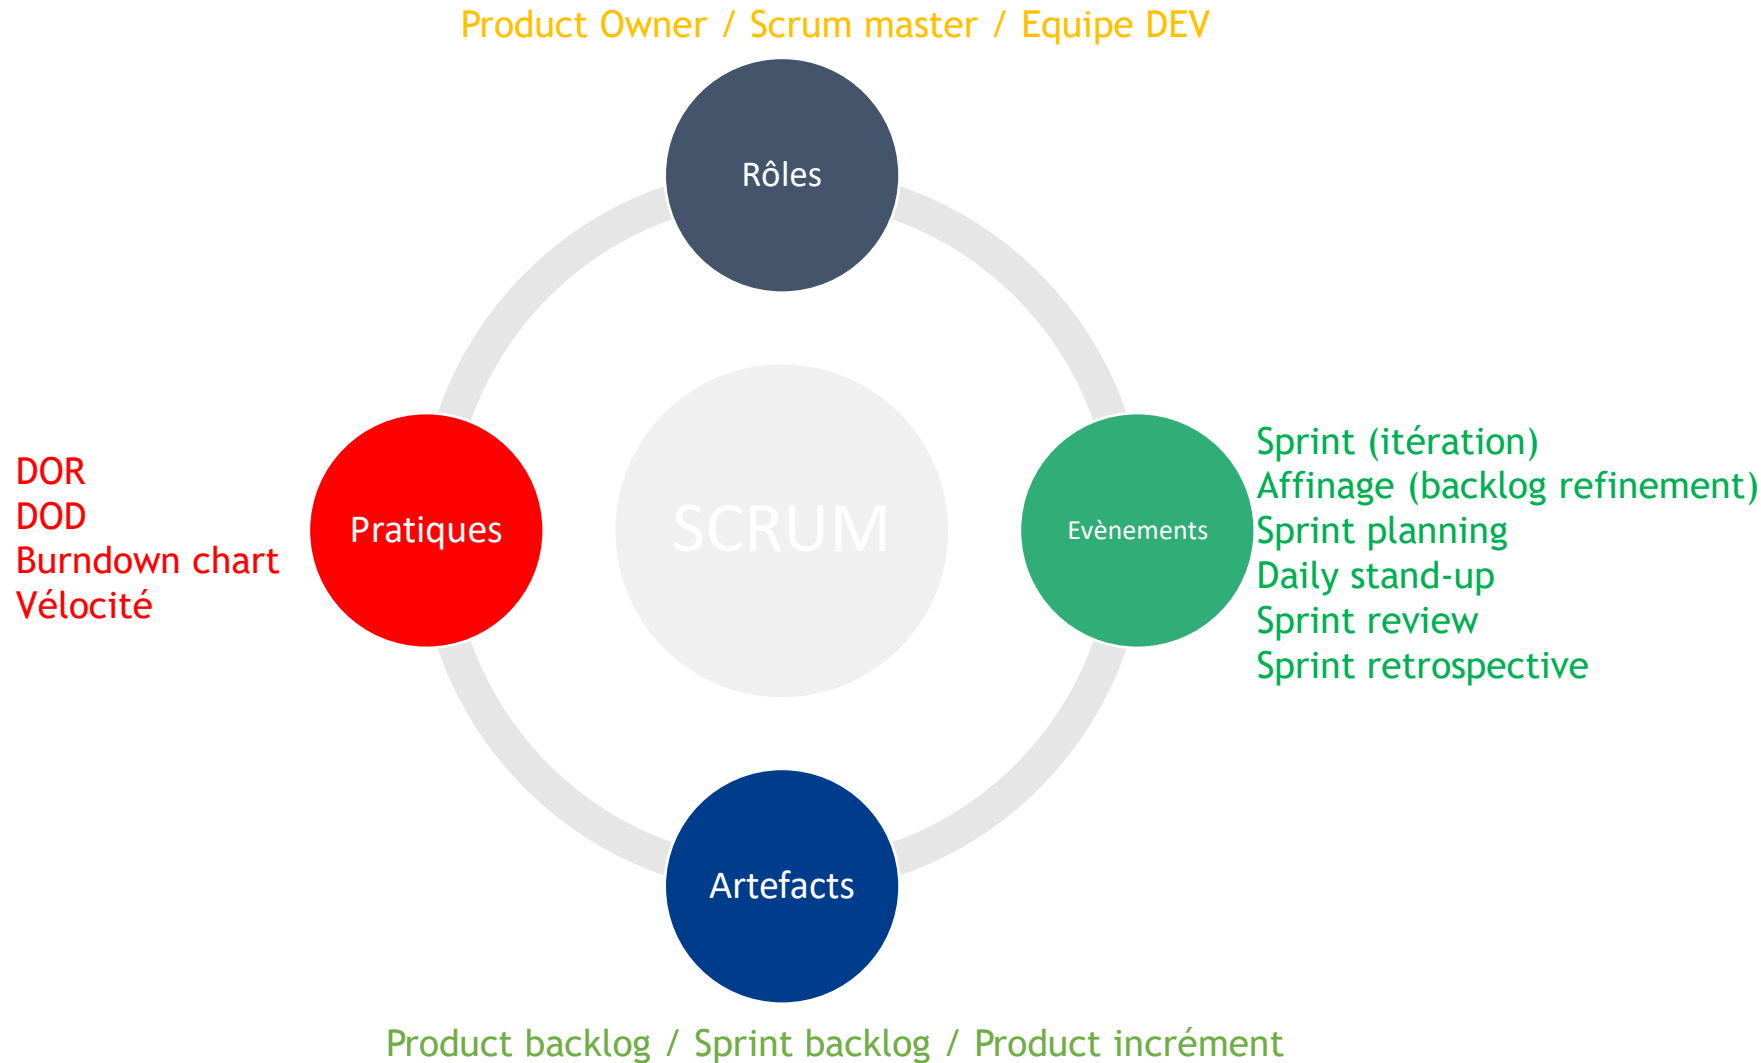 Product Owner / Scrum master / Equipe DEV
Rôles
DOR
DOD
Burndown chart
Vélocité
Pratiques
SCRUM
Evènements
Sprint (itération)
Affinage (backlog refinement)
Sprint planning
Daily stand-up
Sprint review
Sprint retrospective
Artefacts
Product backlog / Sprint backlog / Product incrément